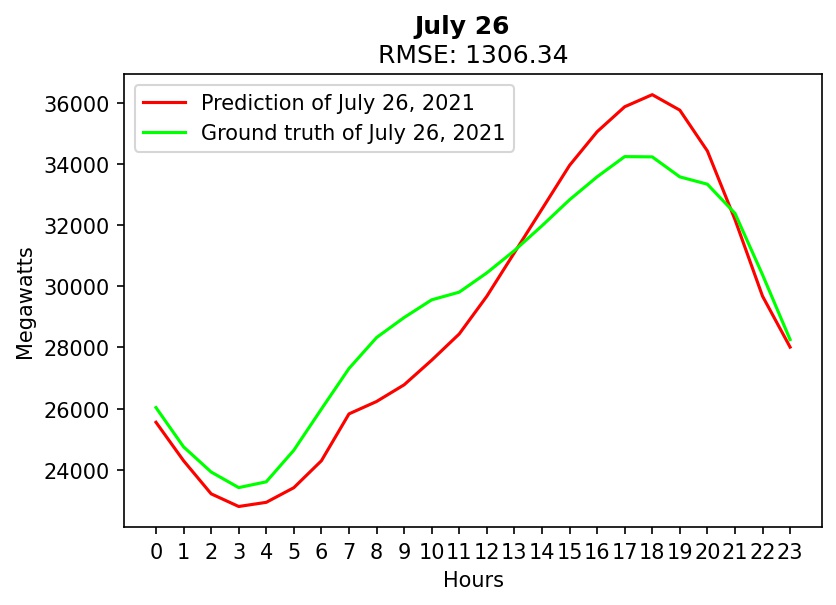 July 26
RMSE: 1306.34
Prediction of July 26, 2021
Ground truth of July 26, 2021
36000
34000
32000
30000
28000
26000
24000
Megawatts
0 1 2 3 4 5 6 7 8 9 10 11 12 13 14 15 16 17 18 19 20 21 22 23
Hours